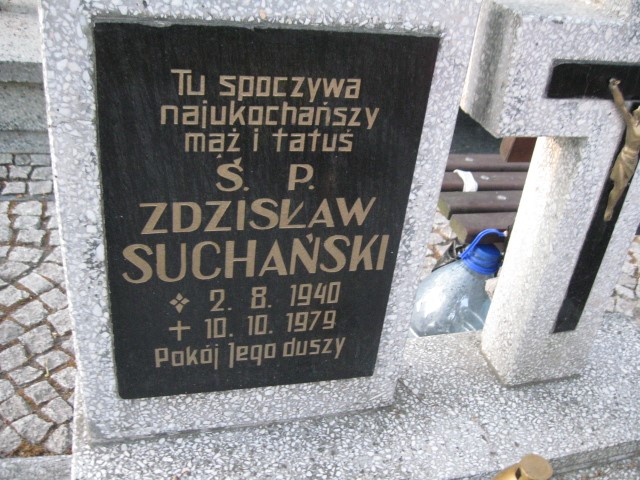 Tu spoczywa
najukochańszy
mąż i tatuś
Ś. P.
ZDZISŁAW
SUCHAŃSKI
2. 8. 1940
+ 10. 10. 1979
Pokój Jego duszy